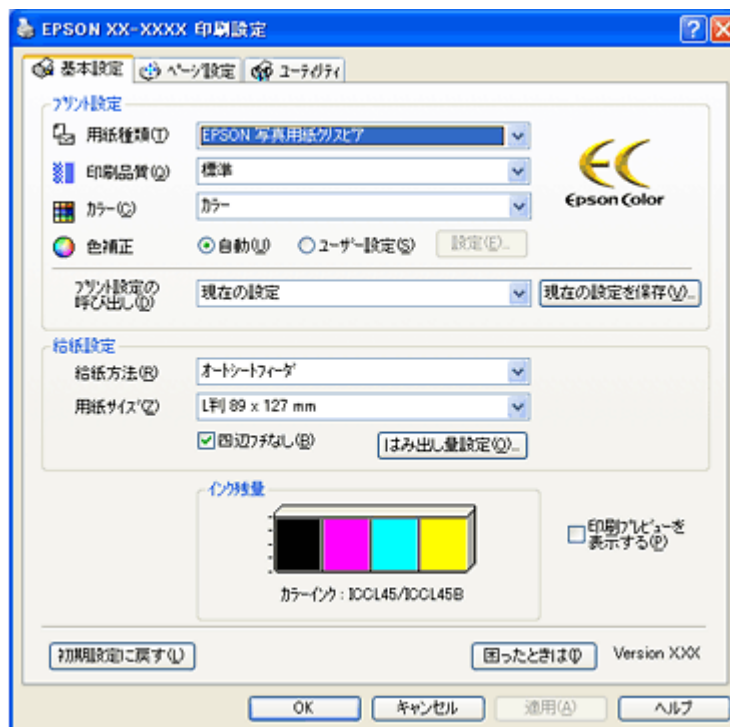 EPSON XX-XXXX 印刷設定
基本設定
ページ設定
ユーティリティ
プリント設定
用紙種類(T)
EPSON 写真用紙クリスピア
印刷品質(Q)
標準
カラー(C)
カラー
EC
Epson Color
色補正
自動(U)
ユーザー設定(S)
設定(E)...
プリント設定の
呼び出し(D)
現在の設定
現在の設定を保存(V)...
給紙設定
給紙方法(R)
オートシートフィーダ
用紙サイズ(Z)
L判 89 x 127 mm
四辺フチなし(B)
はみ出し量設定(O)...
インク残量
カラーインク : ICCL45/ICCL45B
印刷プレビューを
表示する(P)
初期設定に戻す(L)
困ったときは(I)
Version X.XX
OK
キャンセル
適用(A)
ヘルプ